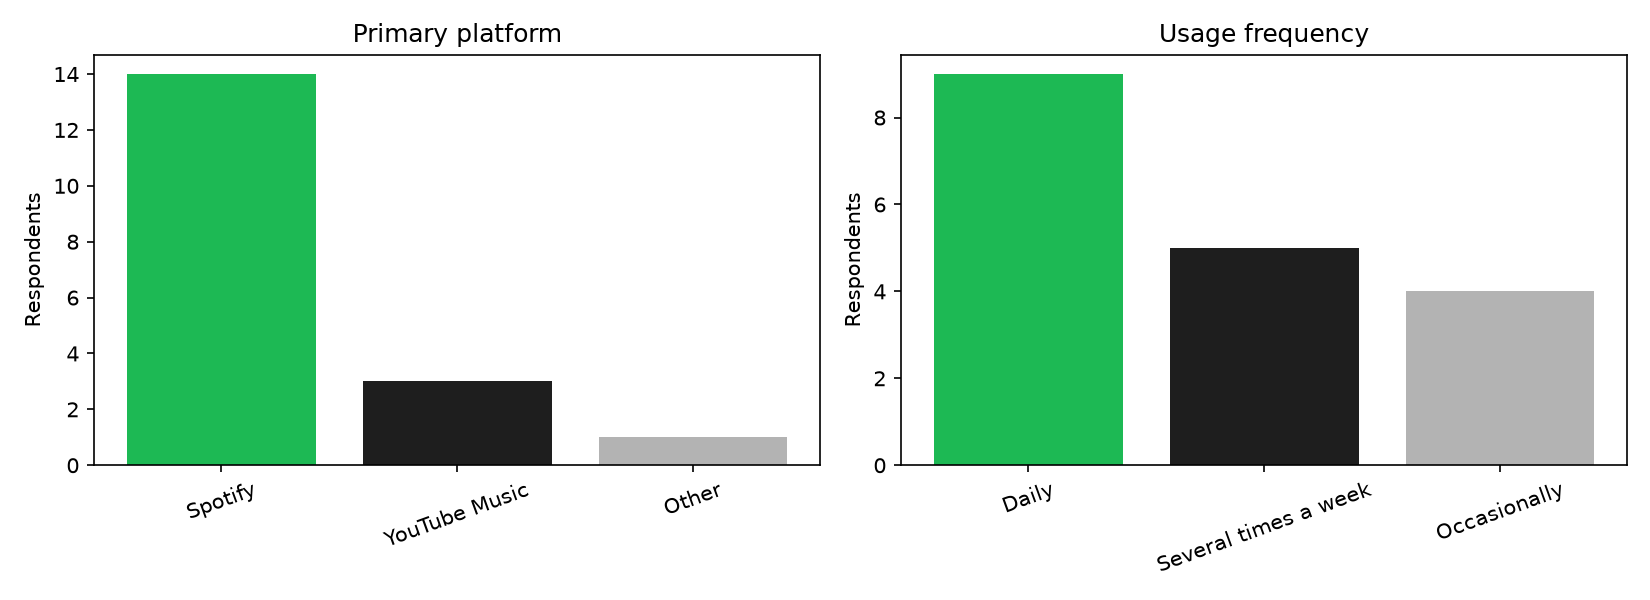 Primary platform
Respondents
14
12
10
8
6
4
2
0
Spotify
YouTube Music
Other
Usage frequency
Respondents
8
6
4
2
0
Daily
Several times a week
Occasionally